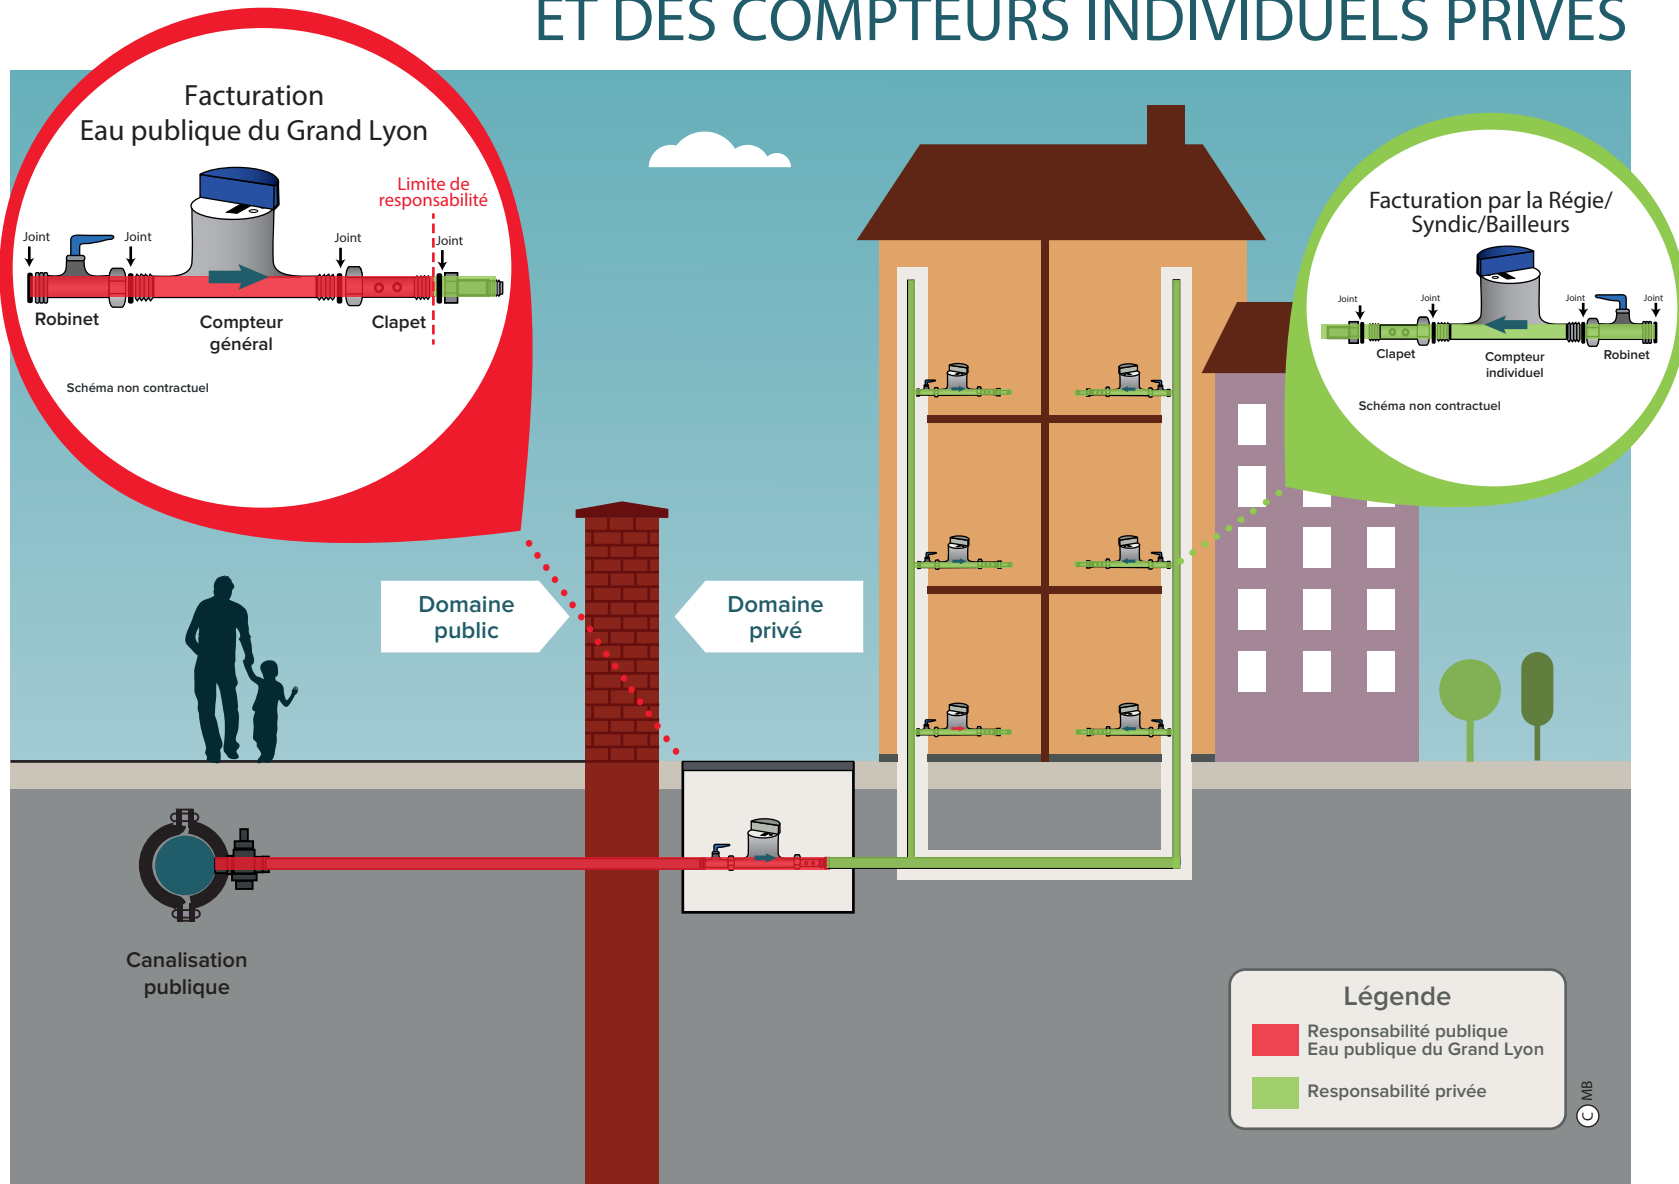 ET DES COMPTEURS INDIVIDUELS PRIVÉS
Facturation
Eau publique du Grand Lyon
Limite de
responsabilité
Joint
Joint
Joint
Joint
Robinet
Compteur
général
Clapet
Schéma non contractuel
Facturation par la Régie/
Syndic/Bailleurs
Joint
Joint
Joint
Joint
Clapet
Compteur
individuel
Robinet
Schéma non contractuel
Domaine
public
Domaine
privé
Canalisation
publique
Légende
Responsabilité publique
Eau publique du Grand Lyon
Responsabilité privée
C MB